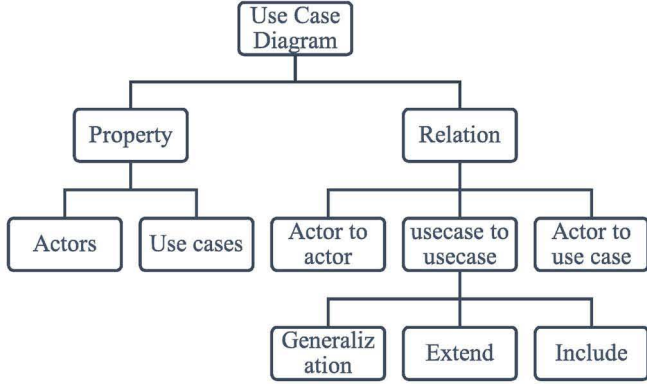 Use Case
Diagram
Property
Relation
Actors
Use cases
Actor to
actor
usecase to
usecase
Actor to
use case
Generaliz
ation
Extend
Include